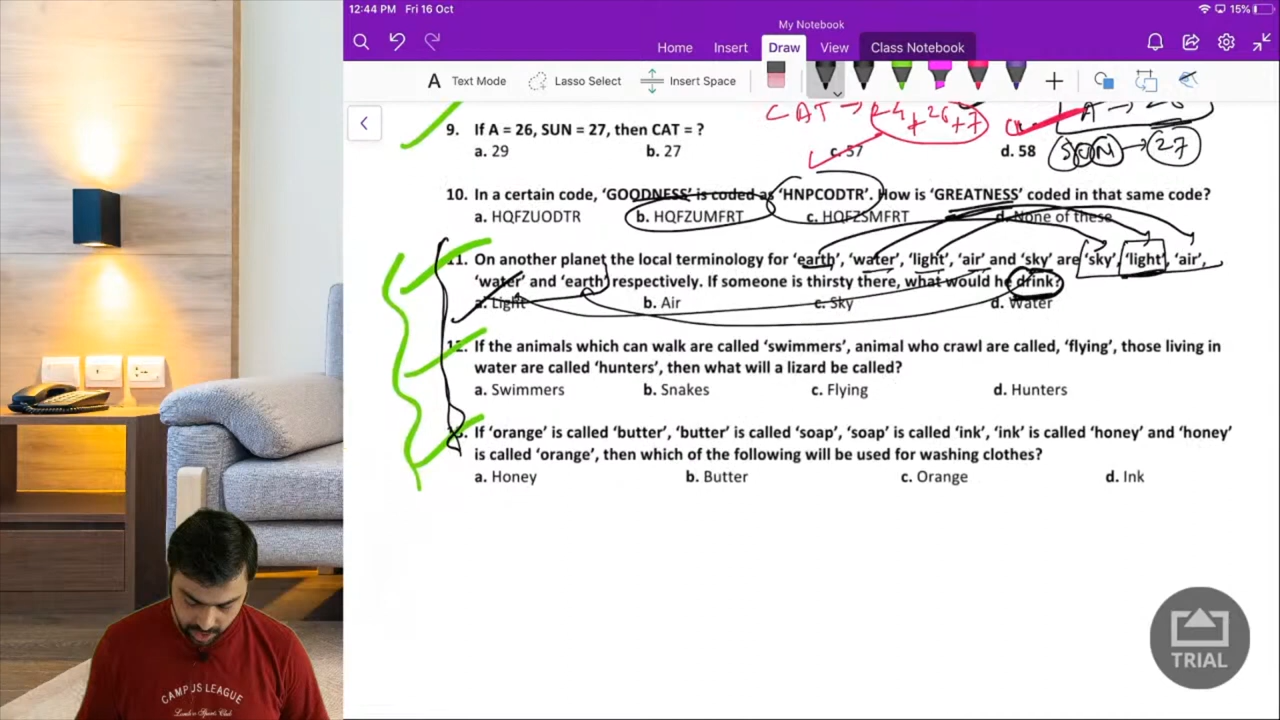 12:44 PM Fri 16 Oct
15%
My Notebook
Home Insert Draw View Class Notebook
A Text Mode Lasso Select Insert Space
CAT → 24 + 26 + 7
A → 26
SUN → 27
9. If A = 26, SUN = 27, then CAT = ?
a. 29 b. 27 c. 57 d. 58
10. In a certain code, ‘GOODNESS’ is coded as ‘HNPCODTR’. How is ‘GREATNESS’ coded in that same code?
a. HQFZUODTR b. HQFZUMFRT c. HQFZSMFRT d. None of these
11. On another planet the local terminology for ‘earth’, ‘water’, ‘light’, ‘air’ and ‘sky’ are ‘sky’, ‘light’, ‘air’,
‘water’ and ‘earth’ respectively. If someone is thirsty there, what would he drink?
a. Light b. Air c. Sky d. Water
12. If the animals which can walk are called ‘swimmers’, animal who crawl are called, ‘flying’, those living in
water are called ‘hunters’, then what will a lizard be called?
a. Swimmers b. Snakes c. Flying d. Hunters
If ‘orange’ is called ‘butter’, ‘butter’ is called ‘soap’, ‘soap’ is called ‘ink’, ‘ink’ is called ‘honey’ and ‘honey’
is called ‘orange’, then which of the following will be used for washing clothes?
a. Honey b. Butter c. Orange d. Ink
TRIAL
CAMPUS LEAGUE